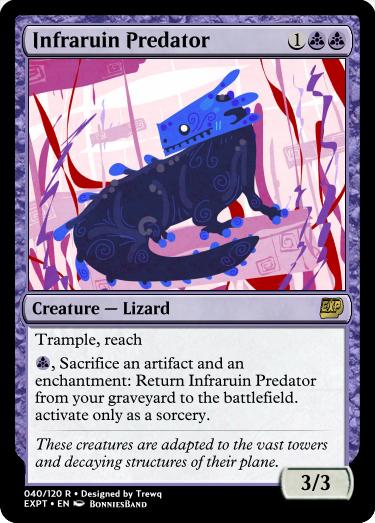 Infraruin Predator 1
Creature — Lizard EXP
Trample, reach
, Sacrifice an artifact and an
enchantment: Return Infraruin Predator
from your graveyard to the battlefield.
activate only as a sorcery.
These creatures are adapted to the vast towers
and decaying structures of their plane.
3/3
040/120 R • Designed by Trewq
EXPT • EN BonniesBand